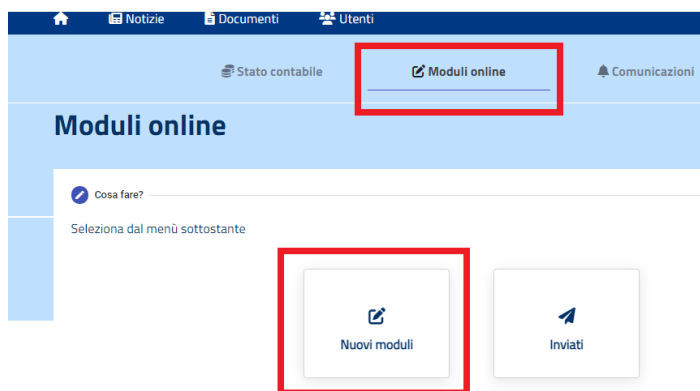 Notizie Documenti Utenti
Stato contabile Moduli online Comunicazioni
Moduli online
Cosa fare?
Seleziona dal menù sottostante
Nuovi moduli Inviati